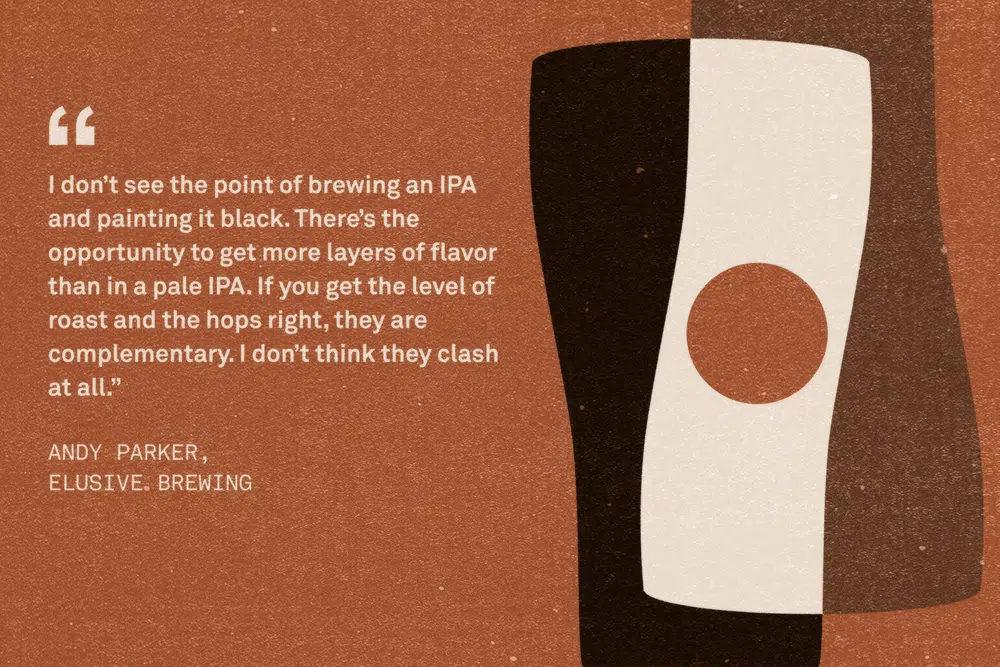 “
I don’t see the point of brewing an IPA
and painting it black. There’s the
opportunity to get more layers of flavor
than in a pale IPA. If you get the level of
roast and the hops right, they are
complementary. I don’t think they clash
at all.”
ANDY PARKER,
ELUSIVE. BREWING